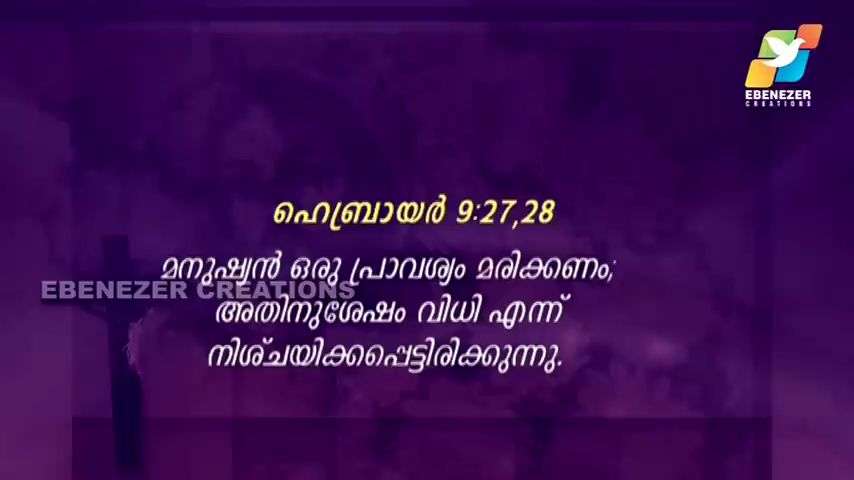 EBENEZER
CREATIONS
ഹെബ്രായർ 9:27,28
മനുഷ്യൻ ഒരു പ്രാവശ്യം മരിക്കണം;
EBENEZER CREATIONS
അതിനുശേഷം വിധി എന്ന്
നിശ്ചയിക്കപ്പെട്ടിരിക്കുന്നു.